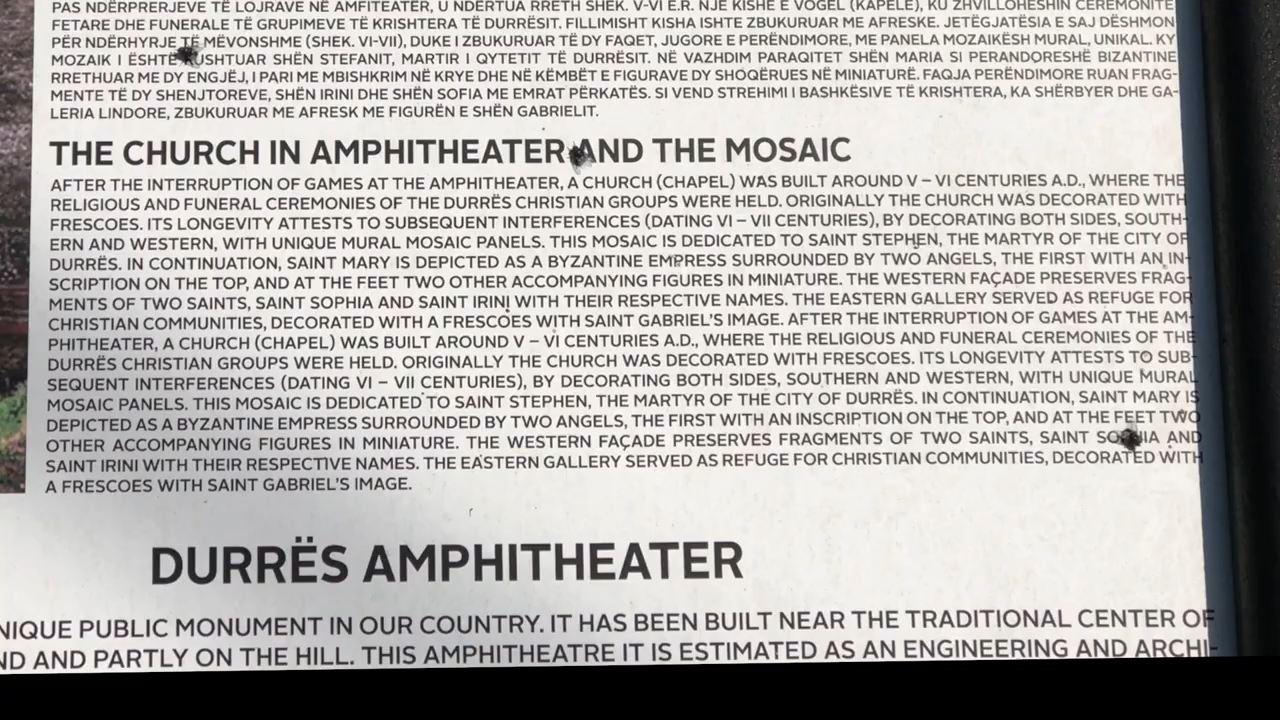 PAS NDËRPRERJEVE TË LOJRAVE NË AMFITEATËR, U NDËRTUA RRETH SHEK. V-VI E.R. NJË KISHË E VOGËL (KAPELE), KU ZHVILLOHESHIN CEREMONITË
FETARE DHE FUNERALE TË GRUPIMEVE TË KRISHTERA TË DURRËSIT. FILLIMISHT KISHA ISHTE ZBUKURUAR ME AFRESKE. JETËGJATËSIA E SAJ DËSHMON
PËR NDËRHYRJE TË MËVONSHME (SHEK. VI-VII), DUKE I ZBUKURUAR TË DY FAQET, JUGORE E PERËNDIMORE, ME PANELA MOZAIKËSH MURAL, UNIKAL. KY
MOZAIK I ËSHTË KUSHTUAR SHËN STEFANIT, MARTIR I QYTETIT TË DURRËSIT. NË VAZHDIM PARAQITET SHËN MARIA SI PERANDORESHË BIZANTINE
RRETHUAR ME DY ENGJËJ, I PARI ME MBISHKRIM NË KRYE DHE NË KËMBËT E FIGURAVE DY SHOQËRUES NË MINIATURË. FAQJA PERËNDIMORE RUAN FRAG-
MENTE TË DY SHENJTOREVE, SHËN IRINI DHE SHËN SOFIA ME EMRAT PËRKATËS. SI VEND STREHIMI I BASHKËSIVE TË KRISHTERA, KA SHËRBYER DHE GA-
LERIA LINDORE, ZBUKURUAR ME AFRESK ME FIGURËN E SHËN GABRIELIT.
THE CHURCH IN AMPHITHEATER AND THE MOSAIC
AFTER THE INTERRUPTION OF GAMES AT THE AMPHITHEATER, A CHURCH (CHAPEL) WAS BUILT AROUND V – VI CENTURIES A.D., WHERE THE
RELIGIOUS AND FUNERAL CEREMONIES OF THE DURRËS CHRISTIAN GROUPS WERE HELD. ORIGINALLY THE CHURCH WAS DECORATED WITH
FRESCOES. ITS LONGEVITY ATTESTS TO SUBSEQUENT INTERFERENCES (DATING VI – VII CENTURIES), BY DECORATING BOTH SIDES, SOUTH-
ERN AND WESTERN, WITH UNIQUE MURAL MOSAIC PANELS. THIS MOSAIC IS DEDICATED TO SAINT STEPHEN, THE MARTYR OF THE CITY OF
DURRËS. IN CONTINUATION, SAINT MARY IS DEPICTED AS A BYZANTINE EMPRESS SURROUNDED BY TWO ANGELS, THE FIRST WITH AN IN-
SCRIPTION ON THE TOP, AND AT THE FEET TWO OTHER ACCOMPANYING FIGURES IN MINIATURE. THE WESTERN FAÇADE PRESERVES FRAG-
MENTS OF TWO SAINTS, SAINT SOPHIA AND SAINT IRINI WITH THEIR RESPECTIVE NAMES. THE EASTERN GALLERY SERVED AS REFUGE FOR
CHRISTIAN COMMUNITIES, DECORATED WITH A FRESCOES WITH SAINT GABRIEL'S IMAGE. AFTER THE INTERRUPTION OF GAMES AT THE AM-
PHITHEATER, A CHURCH (CHAPEL) WAS BUILT AROUND V – VI CENTURIES A.D., WHERE THE RELIGIOUS AND FUNERAL CEREMONIES OF THE
DURRËS CHRISTIAN GROUPS WERE HELD. ORIGINALLY THE CHURCH WAS DECORATED WITH FRESCOES. ITS LONGEVITY ATTESTS TO SUB-
SEQUENT INTERFERENCES (DATING VI – VII CENTURIES), BY DECORATING BOTH SIDES, SOUTHERN AND WESTERN, WITH UNIQUE MURAL
MOSAIC PANELS. THIS MOSAIC IS DEDICATED TO SAINT STEPHEN, THE MARTYR OF THE CITY OF DURRËS. IN CONTINUATION, SAINT MARY IS
DEPICTED AS A BYZANTINE EMPRESS SURROUNDED BY TWO ANGELS, THE FIRST WITH AN INSCRIPTION ON THE TOP, AND AT THE FEET TWO
OTHER ACCOMPANYING FIGURES IN MINIATURE. THE WESTERN FAÇADE PRESERVES FRAGMENTS OF TWO SAINTS, SAINT SOPHIA AND
SAINT IRINI WITH THEIR RESPECTIVE NAMES. THE EASTERN GALLERY SERVED AS REFUGE FOR CHRISTIAN COMMUNITIES, DECORATED WITH
A FRESCOES WITH SAINT GABRIEL'S IMAGE.
DURRËS AMPHITHEATER
NIQUE PUBLIC MONUMENT IN OUR COUNTRY. IT HAS BEEN BUILT NEAR THE TRADITIONAL CENTER OF
ND AND PARTLY ON THE HILL. THIS AMPHITHEATRE IT IS ESTIMATED AS AN ENGINEERING AND ARCHI-